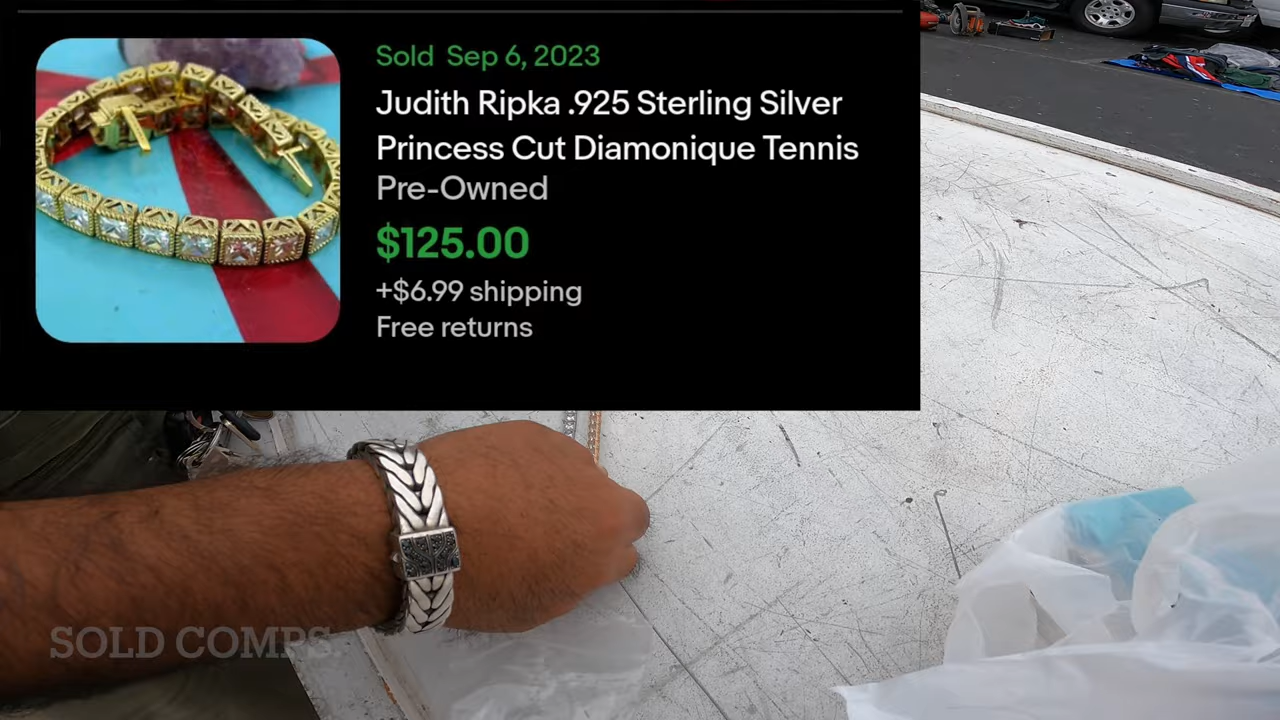 Sold Sep 6, 2023
Judith Ripka .925 Sterling Silver
Princess Cut Diamonique Tennis
Pre-Owned
$125.00
+$6.99 shipping
Free returns
SOLD COMPS